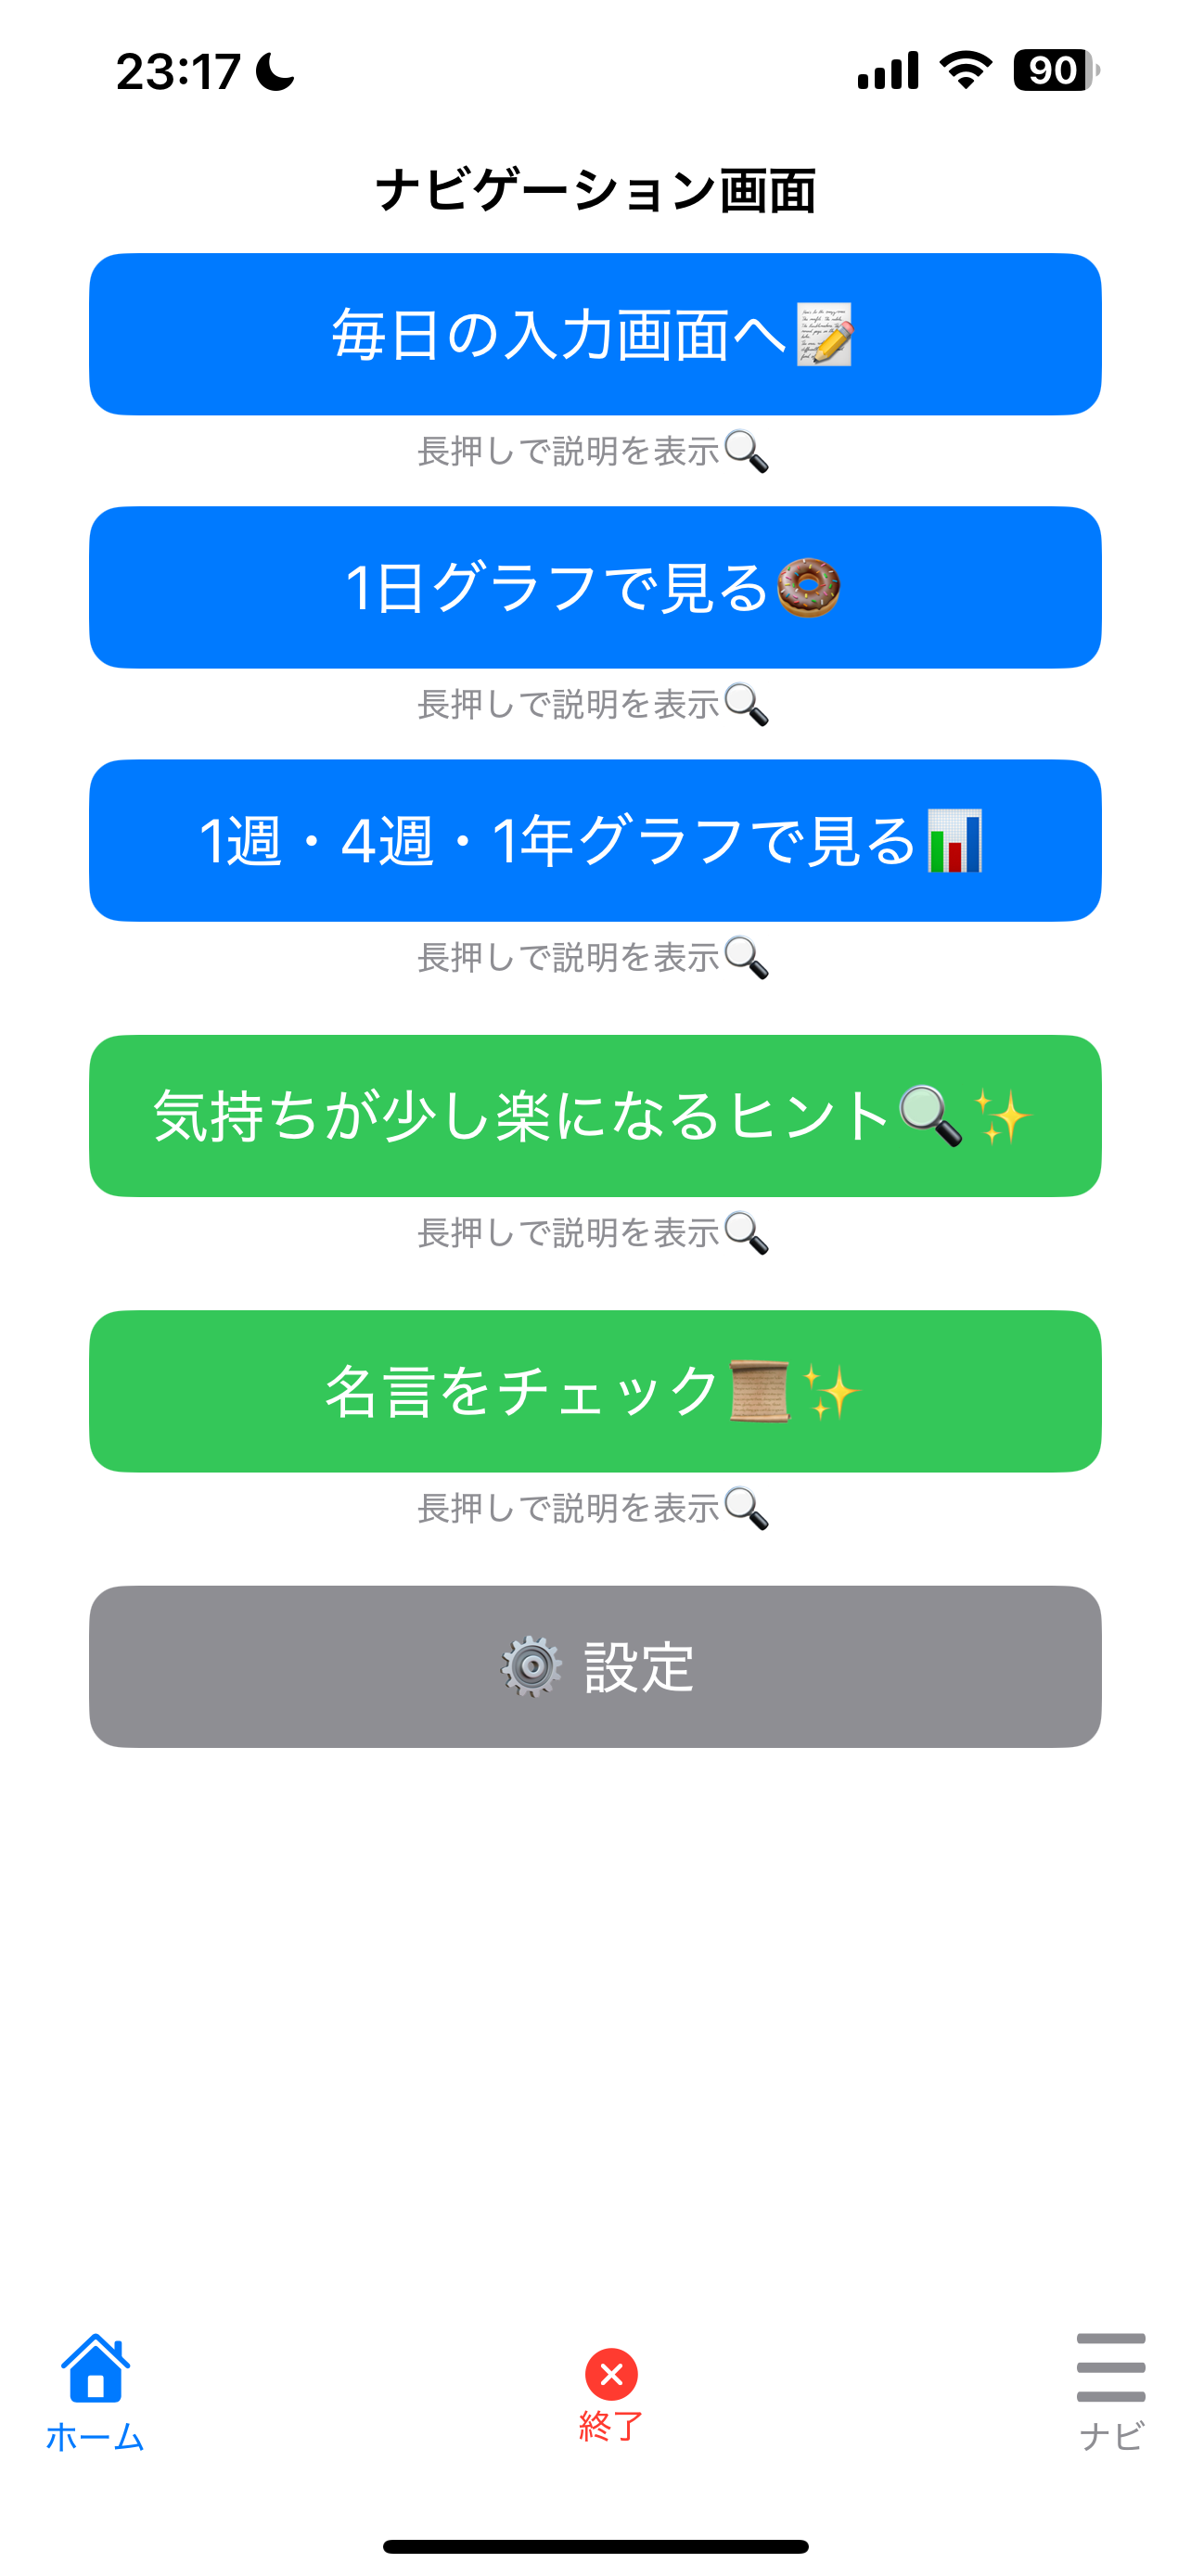 23:17
90
ナビゲーション画面
毎日の入力画面へ📝
長押しで説明を表示🔍
1日グラフで見る🍩
長押しで説明を表示🔍
1週・4週・1年グラフで見る📊
長押しで説明を表示🔍
気持ちが少し楽になるヒント🔍✨
長押しで説明を表示🔍
名言をチェック📜✨
長押しで説明を表示🔍
⚙️ 設定
ホーム
終了
ナビ